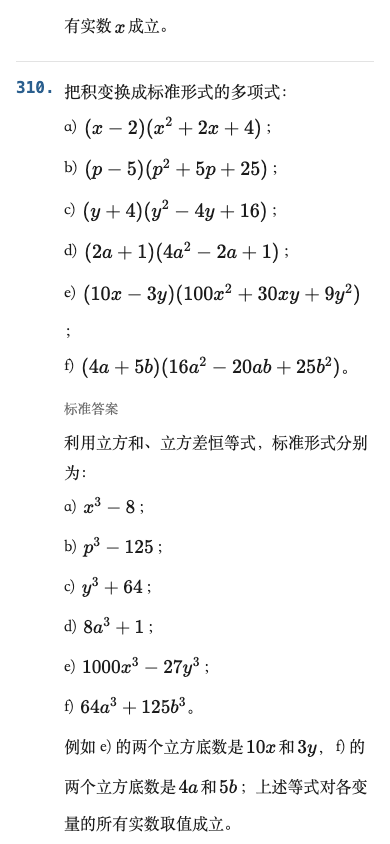 有实数 x 成立。
310. 把积变换成标准形式的多项式：
a) (x − 2)(x² + 2x + 4)；
b) (p − 5)(p² + 5p + 25)；
c) (y + 4)(y² − 4y + 16)；
d) (2a + 1)(4a² − 2a + 1)；
e) (10x − 3y)(100x² + 30xy + 9y²)
；
f) (4a + 5b)(16a² − 20ab + 25b²)。
标准答案
利用立方和、立方差恒等式，标准形式分别
为：
a) x³ − 8；
b) p³ − 125；
c) y³ + 64；
d) 8a³ + 1；
e) 1000x³ − 27y³；
f) 64a³ + 125b³。
例如 e) 的两个立方底数是 10x 和 3y，f) 的
两个立方底数是 4a 和 5b；上述等式对各变
量的所有实数取值成立。